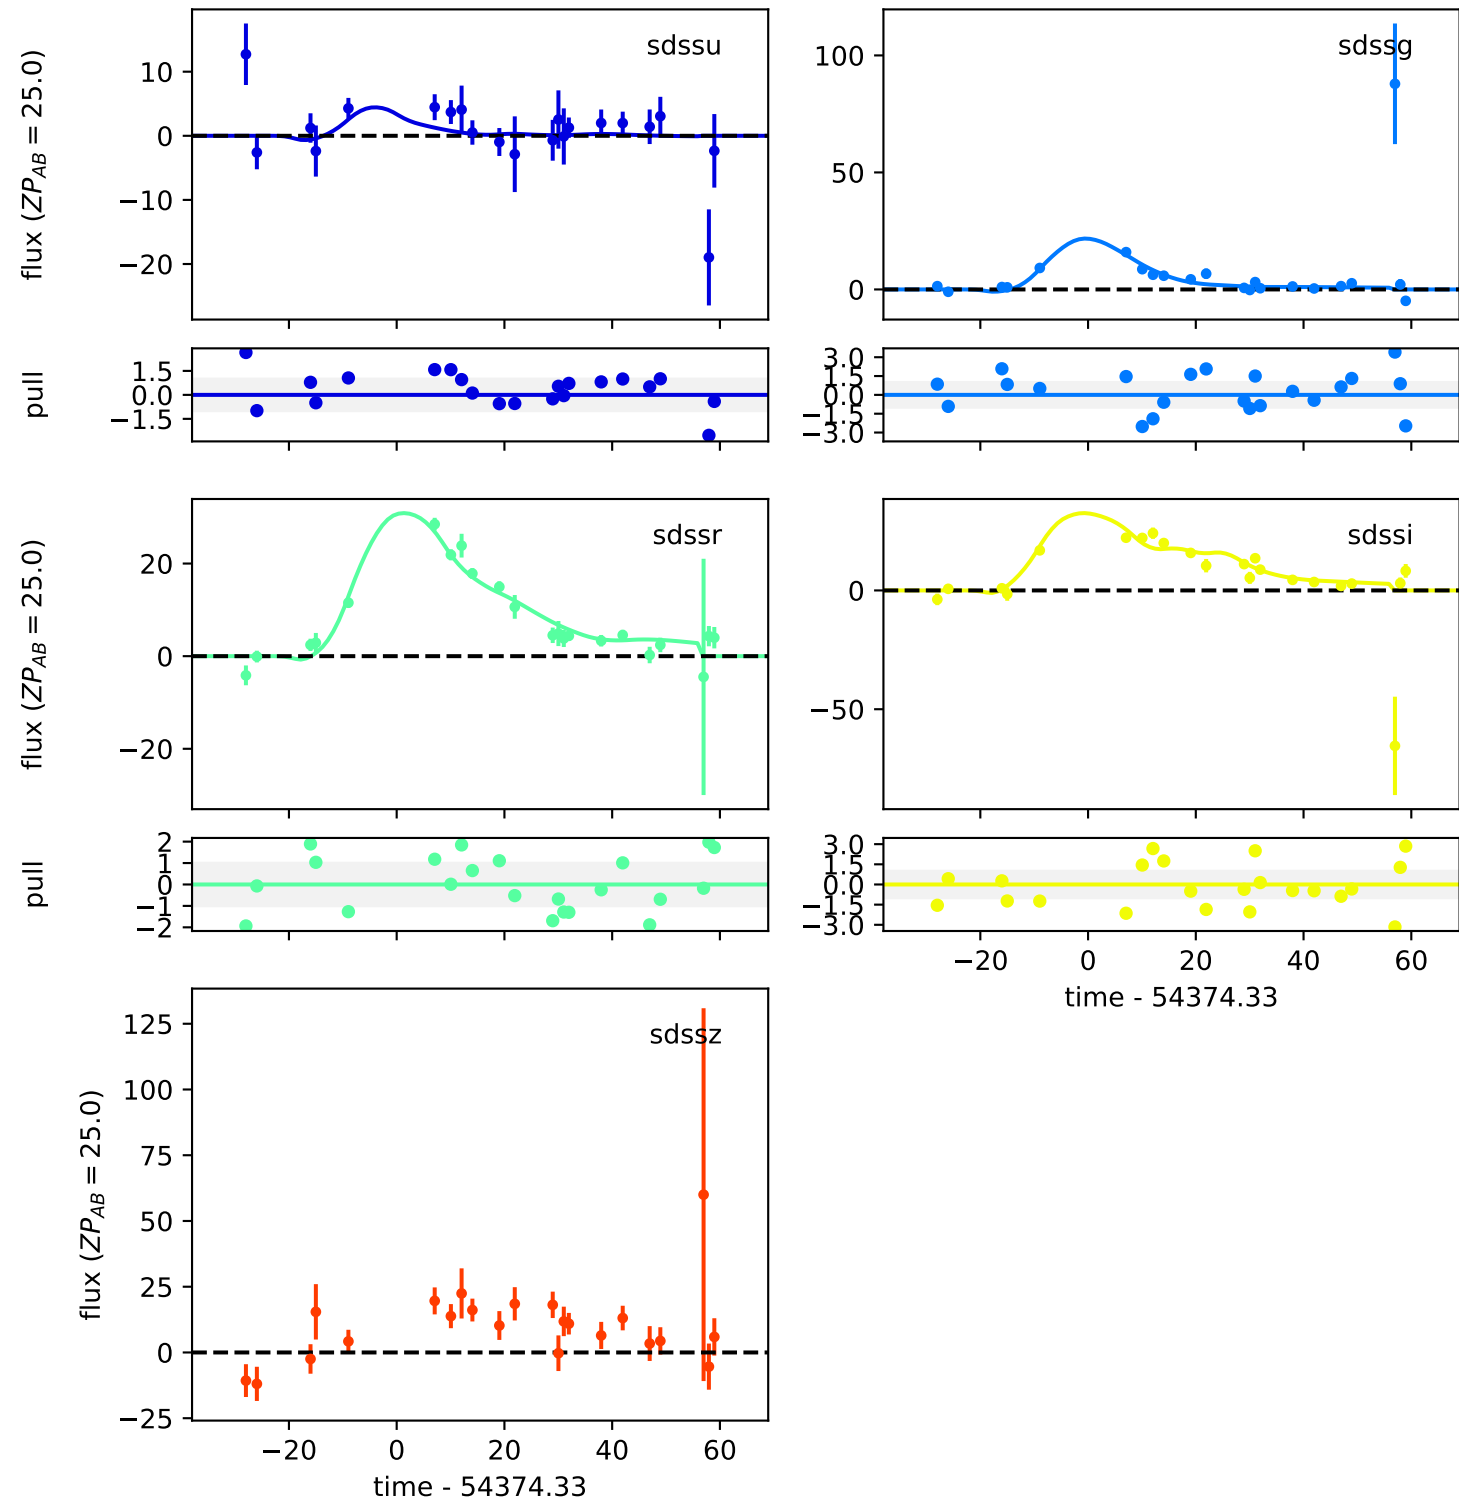 sdssu
flux (ZP_AB = 25.0)
10
0
−10
−20
sdssg
100
50
0
pull
1.5
0.0
−1.5
3.0
1.5
0.0
−1.5
−3.0
sdssr
flux (ZP_AB = 25.0)
20
0
−20
sdssi
0
−50
pull
2
1
0
−1
−2
3.0
1.5
0.0
−1.5
−3.0
−20 0 20 40 60
time - 54374.33
sdssz
flux (ZP_AB = 25.0)
125
100
75
50
25
0
−25
−20 0 20 40 60
time - 54374.33